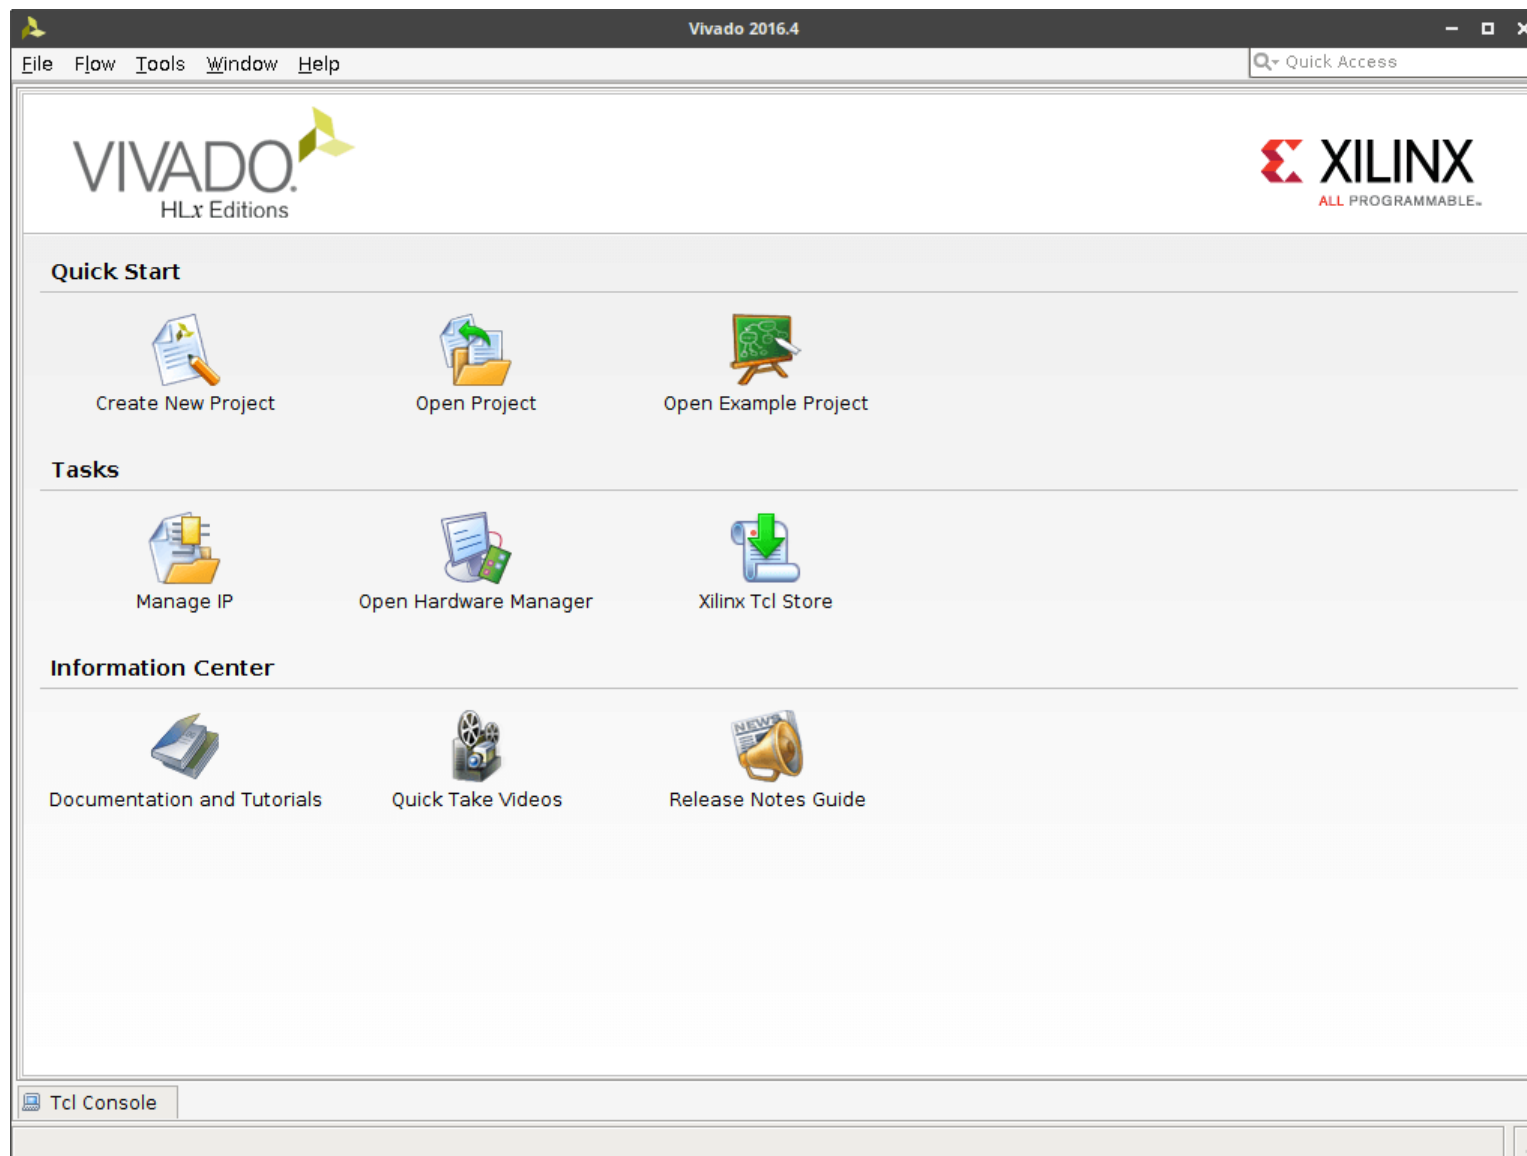 Vivado 2016.4
File Flow Tools Window Help
Quick Access
VIVADO.
HLx Editions
XILINX
ALL PROGRAMMABLE™
Quick Start
Create New Project
Open Project
Open Example Project
Tasks
Manage IP
Open Hardware Manager
Xilinx Tcl Store
Information Center
NEWS
Documentation and Tutorials
Quick Take Videos
Release Notes Guide
Tcl Console